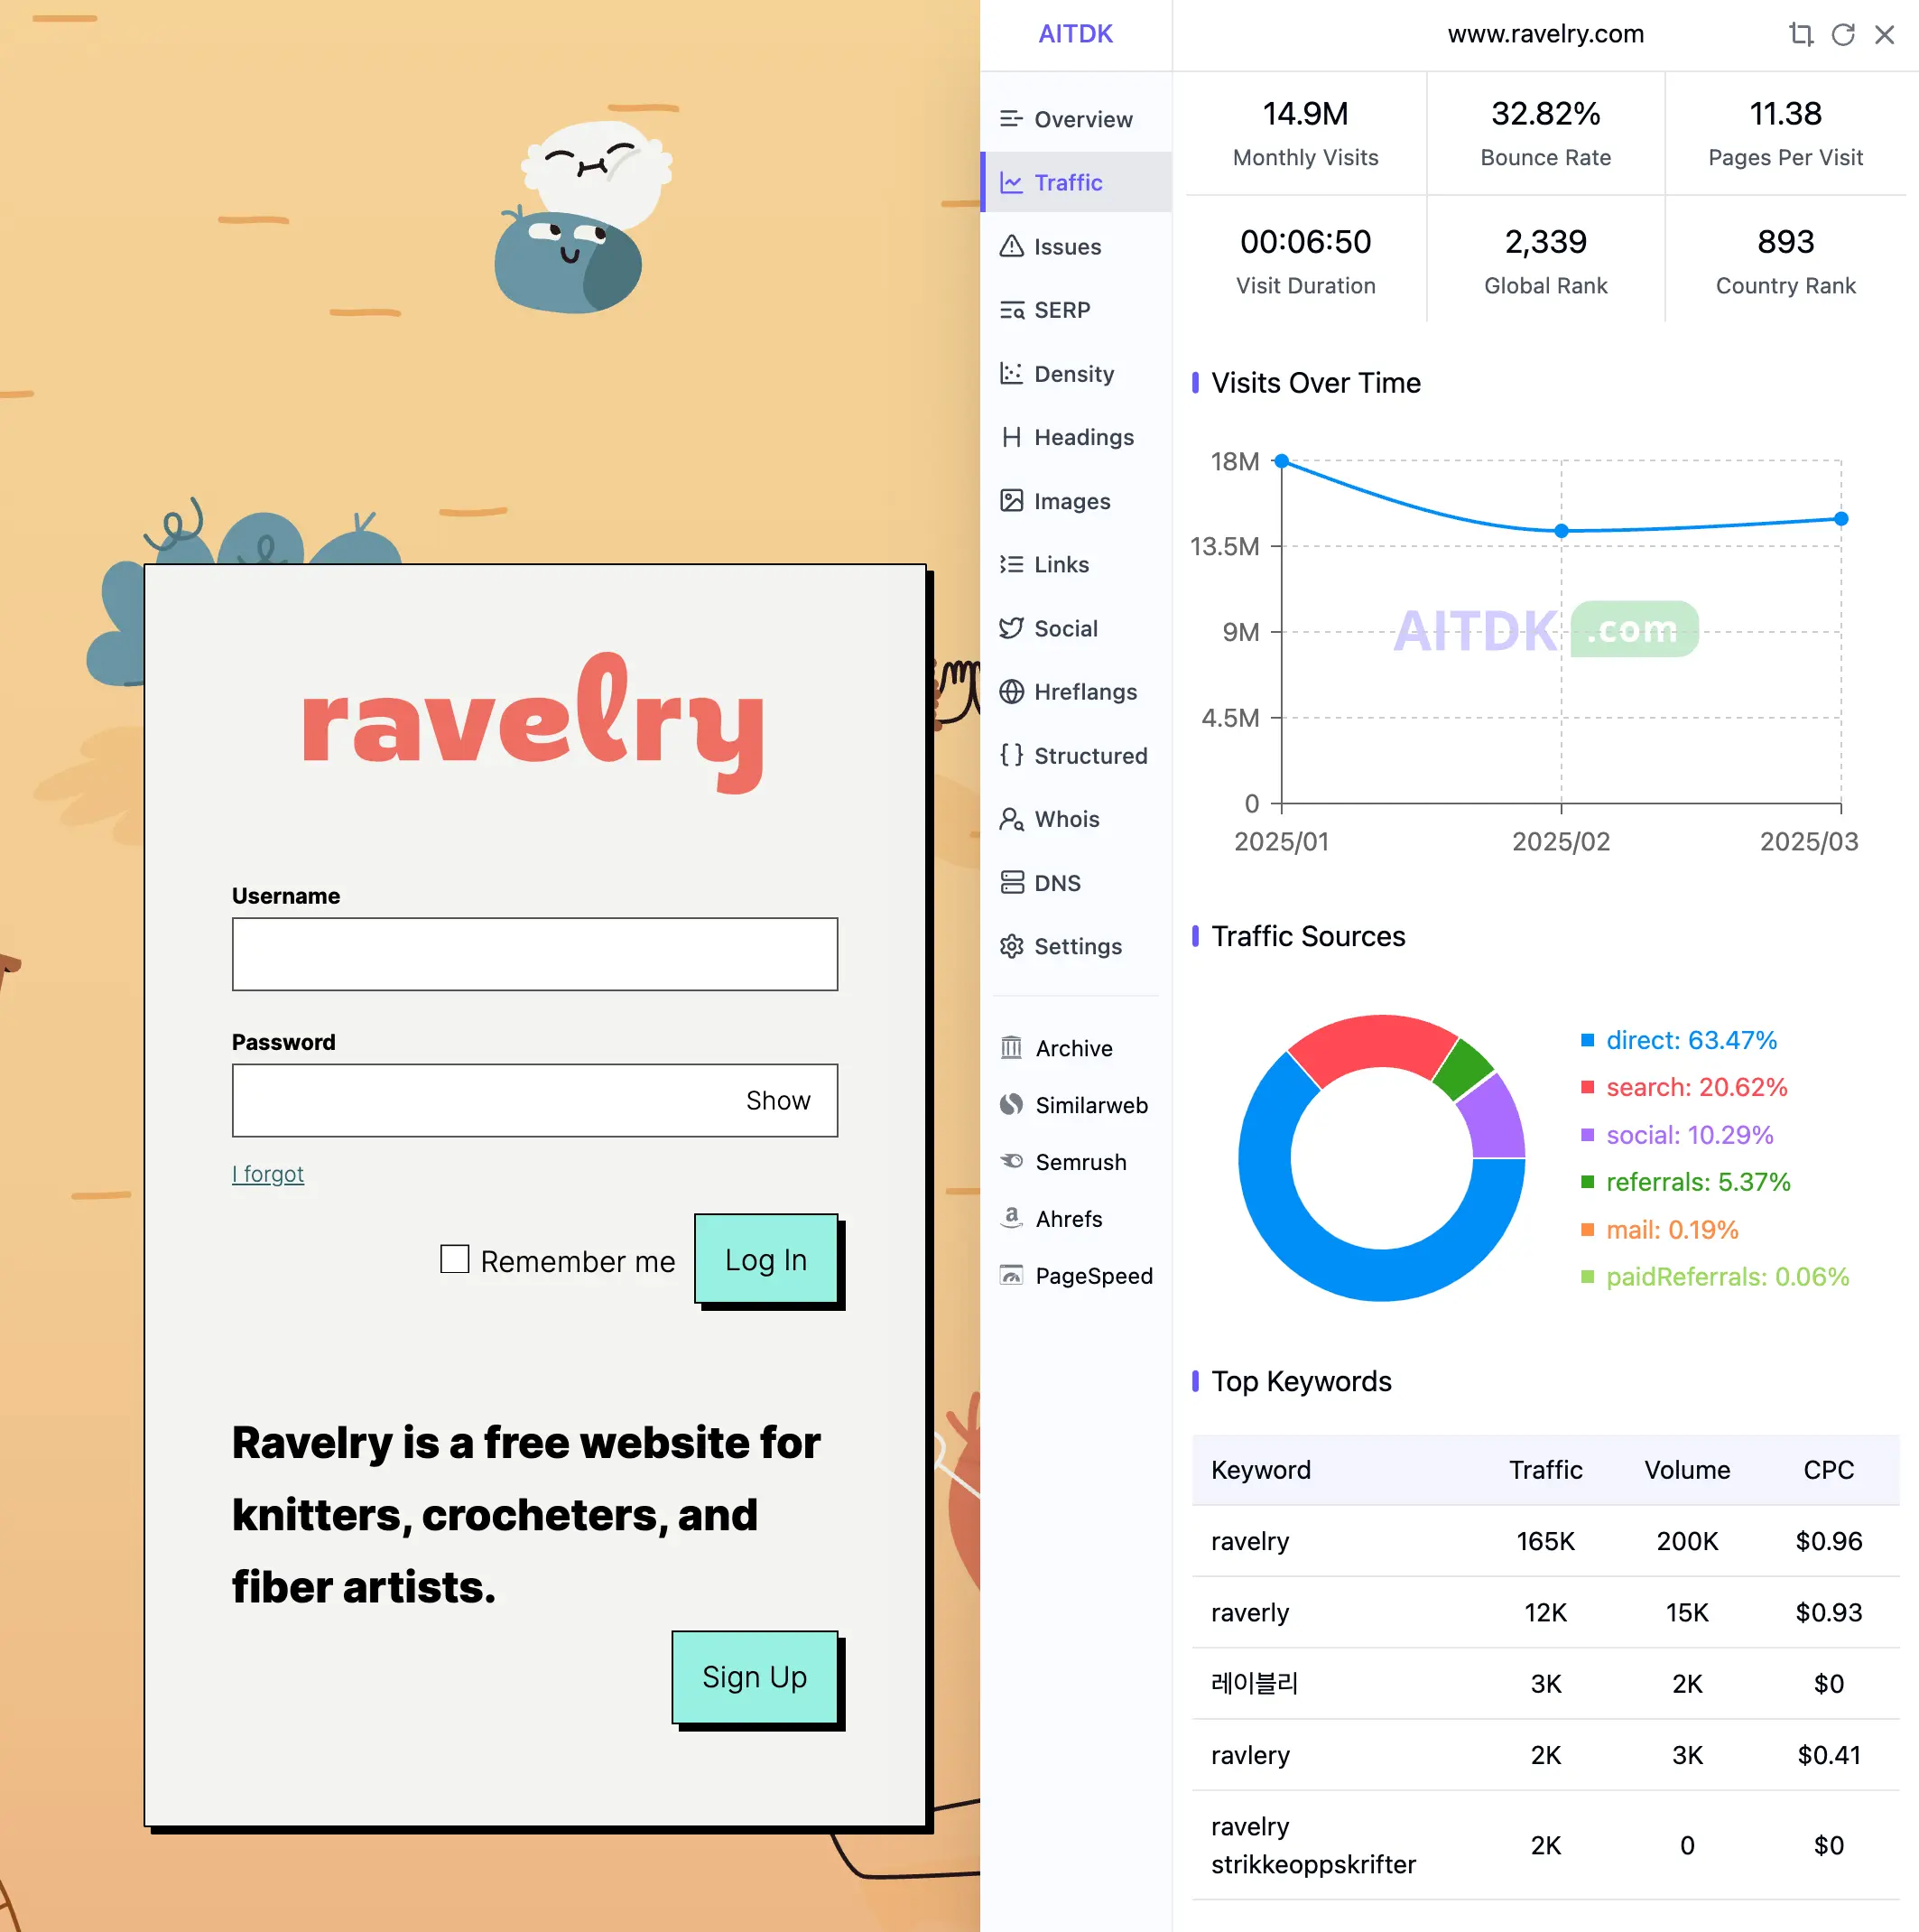 ravelry
Username
Password
Show
I forgot
Remember me
Log In
Ravelry is a free website for
knitters, crocheters, and
fiber artists.
Sign Up
AITDK
www.ravelry.com
Overview
Traffic
Issues
SERP
Density
Headings
Images
Links
Social
Hreflangs
Structured
Whois
DNS
Settings
Archive
Similarweb
Semrush
Ahrefs
PageSpeed
14.9M
Monthly Visits
32.82%
Bounce Rate
11.38
Pages Per Visit
00:06:50
Visit Duration
2,339
Global Rank
893
Country Rank
Visits Over Time
18M
13.5M
9M
4.5M
0
AITDK .com
2025/01 2025/02 2025/03
Traffic Sources
direct: 63.47%
search: 20.62%
social: 10.29%
referrals: 5.37%
mail: 0.19%
paidReferrals: 0.06%
Top Keywords
Keyword Traffic Volume CPC
ravelry 165K 200K $0.96
raverly 12K 15K $0.93
레이블리 3K 2K $0
ravlery 2K 3K $0.41
ravelry
strikkeoppskrifter 2K 0 $0